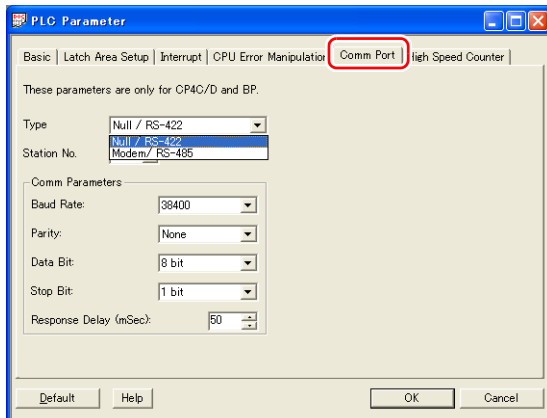 PLC Parameter
Basic Latch Area Setup Interrupt CPU Error Manipulation Comm Port High Speed Counter
These parameters are only for CP4C/D and BP.
Type Null / RS-422
Null / RS-422
Station No. Modem/ RS-485
Comm Parameters
Baud Rate: 38400
Parity: None
Data Bit: 8 bit
Stop Bit: 1 bit
Response Delay (mSec): 50
Default Help OK Cancel